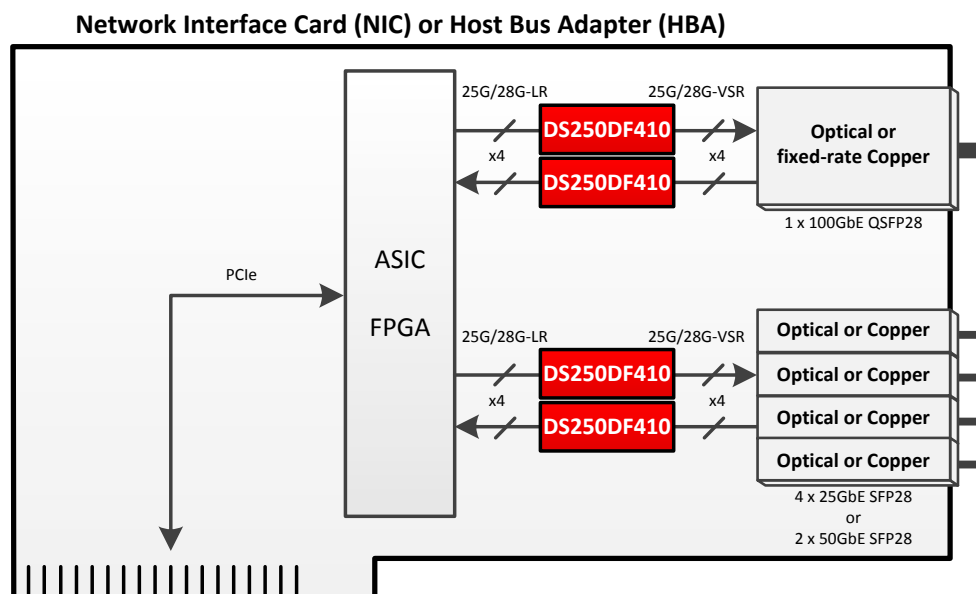 Network Interface Card (NIC) or Host Bus Adapter (HBA)
25G/28G-LR
25G/28G-VSR
DS250DF410
x4
x4
DS250DF410
Optical or
fixed-rate Copper
1 x 100GbE QSFP28
PCIe
ASIC
FPGA
25G/28G-LR
25G/28G-VSR
DS250DF410
x4
x4
DS250DF410
Optical or Copper
Optical or Copper
Optical or Copper
Optical or Copper
4 x 25GbE SFP28
or
2 x 50GbE SFP28